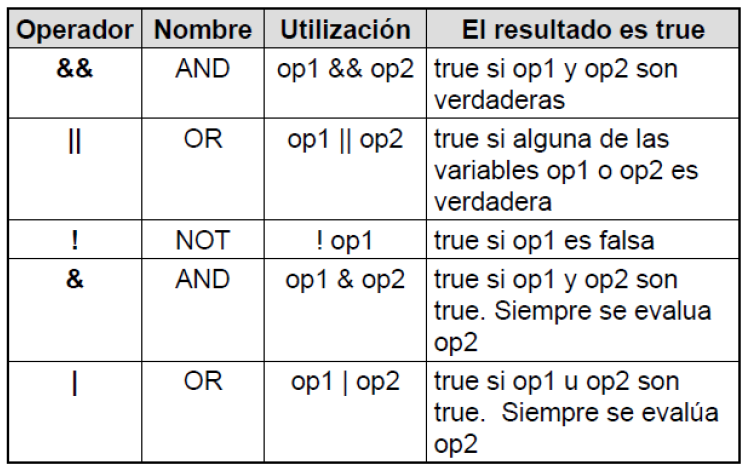 Operador Nombre Utilización El resultado es true
&& AND op1 && op2 true si op1 y op2 son
verdaderas
|| OR op1 || op2 true si alguna de las
variables op1 o op2 es
verdadera
! NOT ! op1 true si op1 es falsa
& AND op1 & op2 true si op1 y op2 son
true. Siempre se evalua
op2
| OR op1 | op2 true si op1 u op2 son
true. Siempre se evalúa
op2